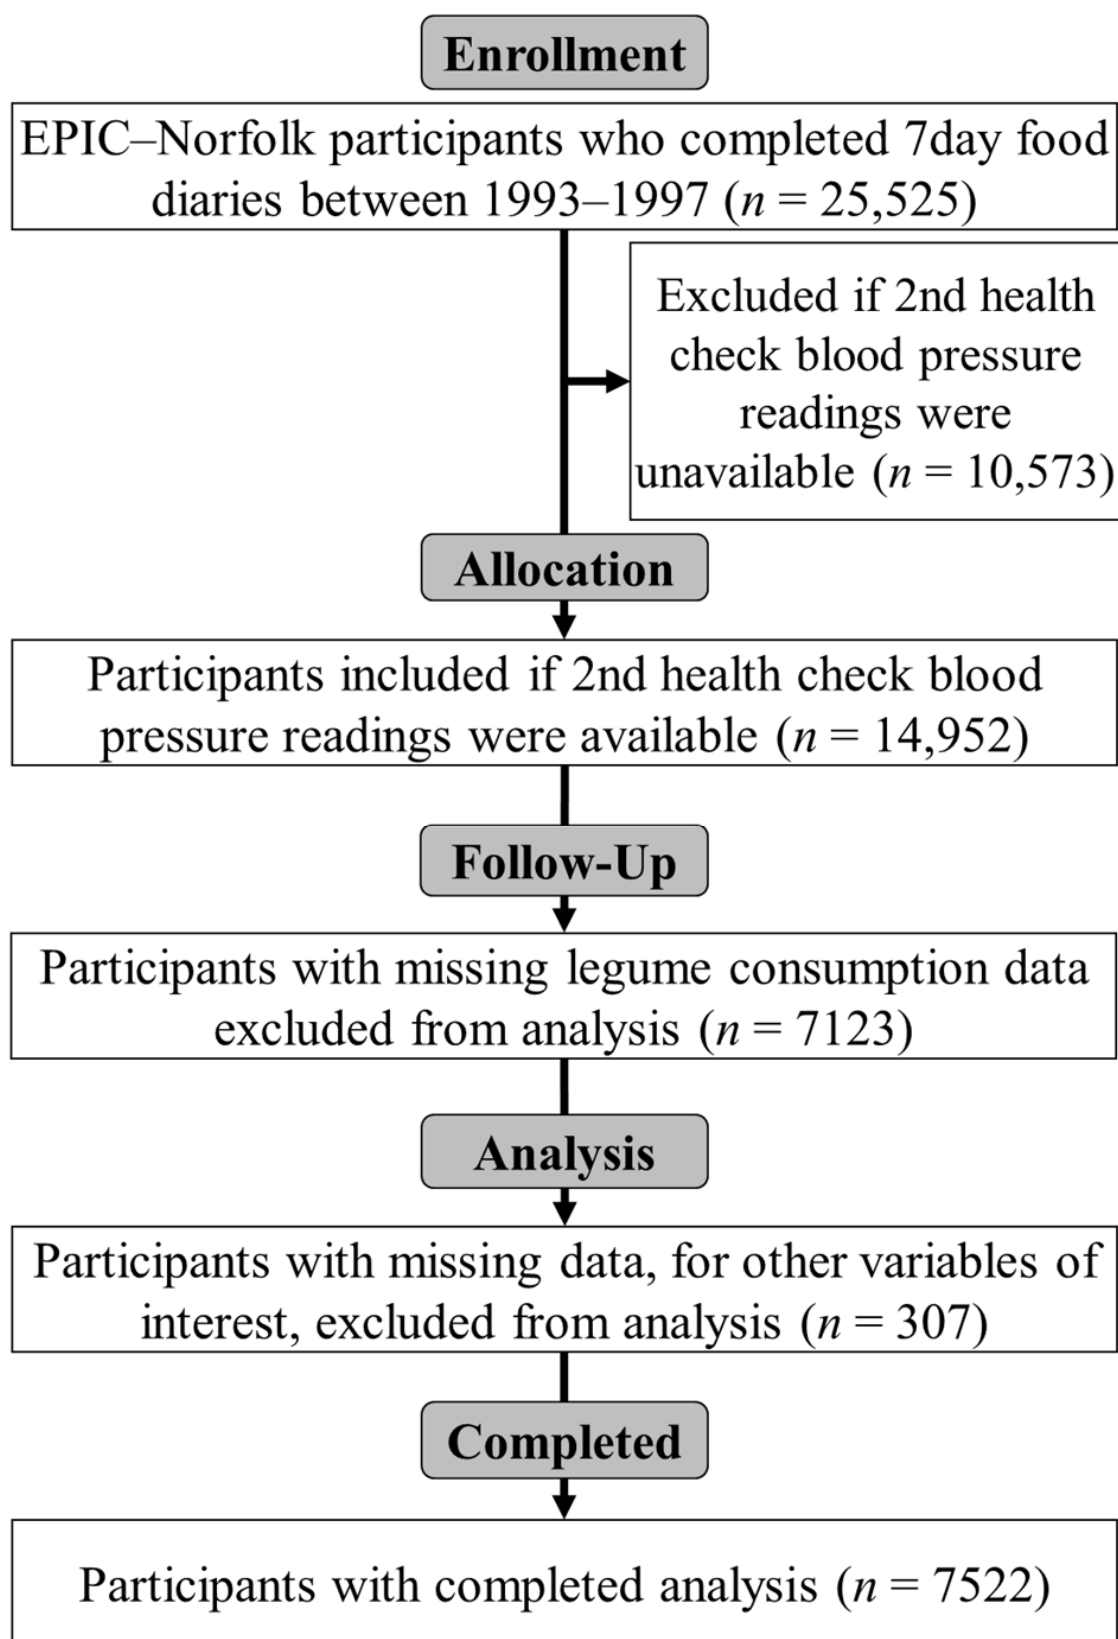 Enrollment
EPIC–Norfolk participants who completed 7day food
diaries between 1993–1997 (n = 25,525)
Excluded if 2nd health
check blood pressure
readings were
unavailable (n = 10,573)
Allocation
Participants included if 2nd health check blood
pressure readings were available (n = 14,952)
Follow-Up
Participants with missing legume consumption data
excluded from analysis (n = 7123)
Analysis
Participants with missing data, for other variables of
interest, excluded from analysis (n = 307)
Completed
Participants with completed analysis (n = 7522)